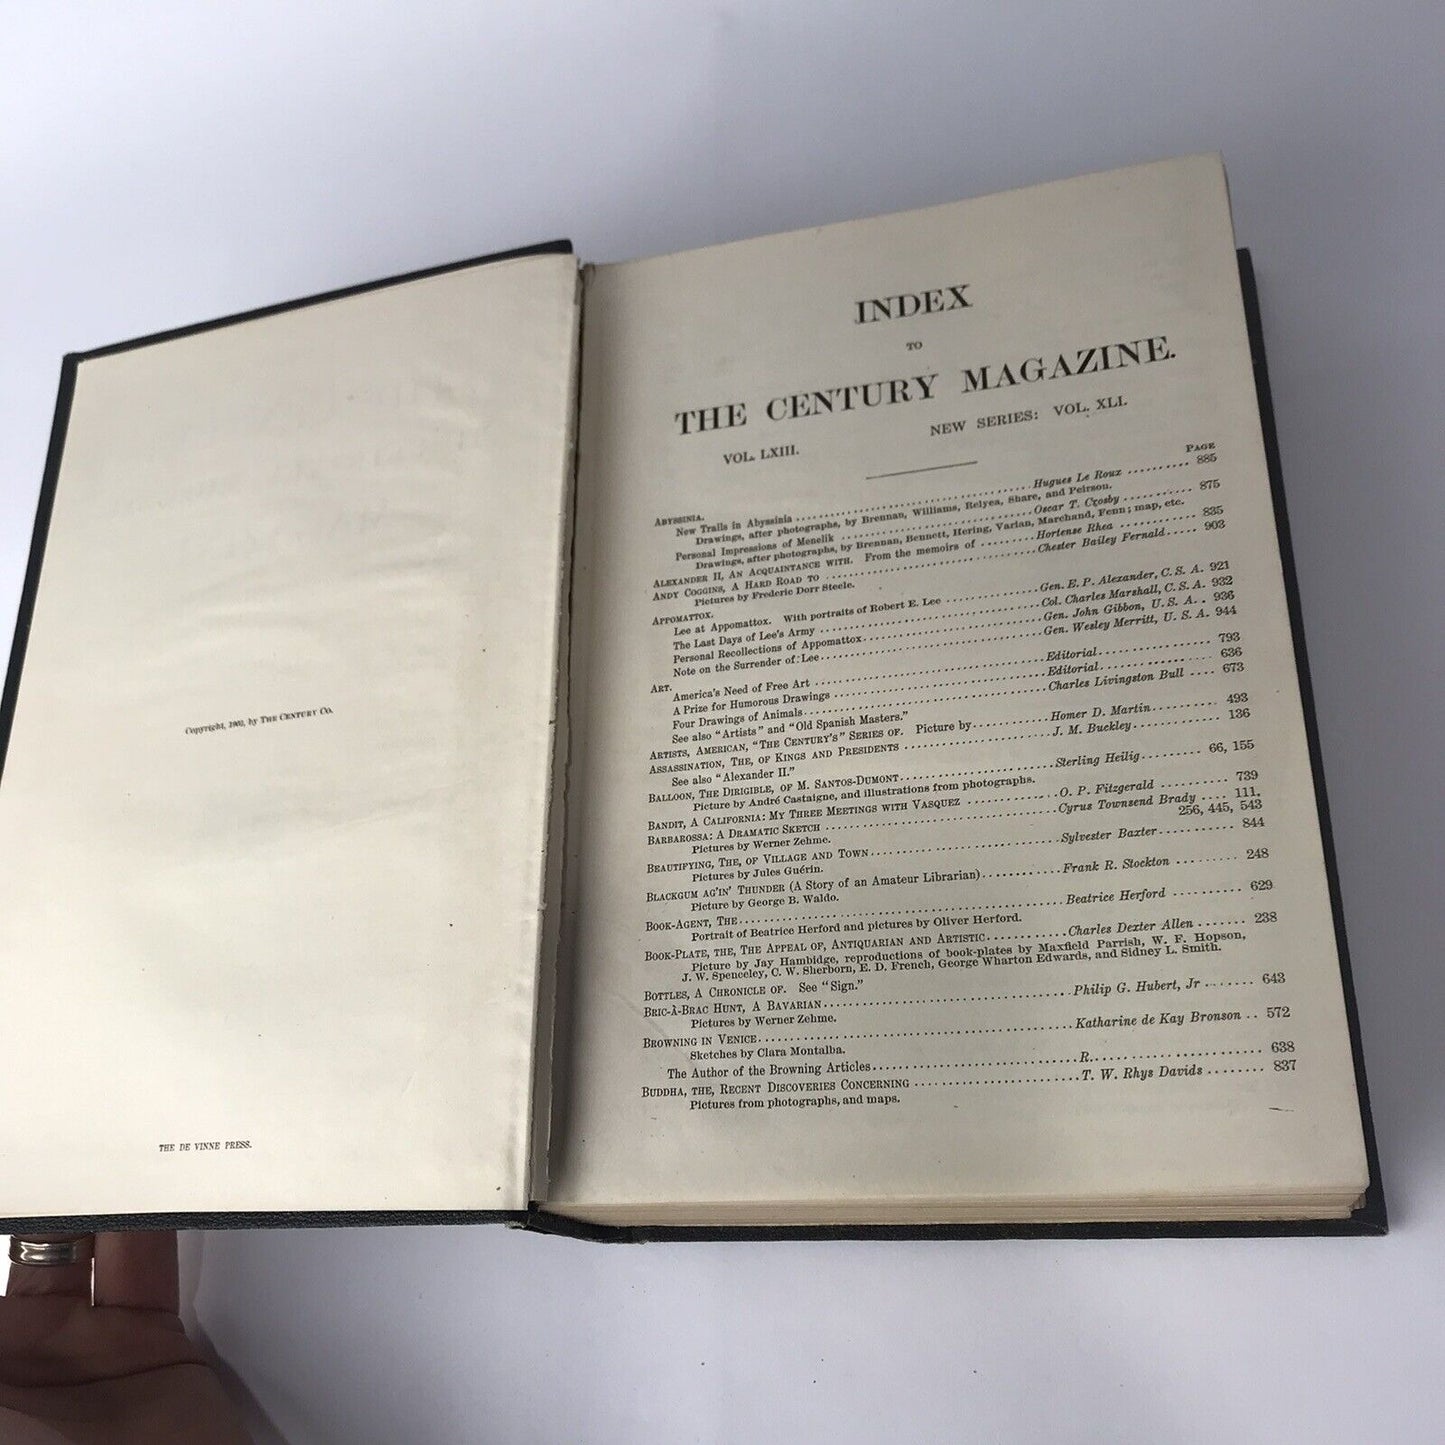 Copyright, 1902, by THE CENTURY CO.
THE DE VINNE PRESS.
INDEX
TO
THE CENTURY MAGAZINE.
VOL. LXIII. NEW SERIES: VOL. XLI.
PAGE
ABYSSINIA.
New Trails in Abyssinia ........ Hugues Le Roux ........ 885
Drawings, after photographs, by Brennan, Williams, Relyea, Share, and Peirson.
Personal Impressions of Menelik ........ Oscar T. Crosby ........ 875
Drawings, after photographs, by Brennan, Bennett, Hering, Varian, Marchand, Fenn; map, etc.
ALEXANDER II, AN ACQUAINTANCE WITH. From the memoirs of ........ Hortense Rhea ........ 835
ANDY COGGINS, A HARD ROAD TO ........ Chester Bailey Fernald ..... 903
Pictures by Frederic Dorr Steele.
APPOMATTOX.
Lee at Appomattox. With portraits of Robert E. Lee ........ Gen. E. P. Alexander, C. S. A. 921
The Last Days of Lee's Army ........ Col. Charles Marshall, C. S. A. 932
Personal Recollections of Appomattox ........ Gen. John Gibbon, U. S. A. . 936
Note on the Surrender of Lee ........ Gen. Wesley Merritt, U. S. A. 944
ART.
America's Need of Free Art ........ Editorial ........ 793
A Prize for Humorous Drawings ........ Editorial ........ 636
Four Drawings of Animals ........ Charles Livingston Bull .... 673
See also "Artists" and "Old Spanish Masters."
ARTISTS, AMERICAN, "THE CENTURY'S" SERIES OF. Picture by ........ Homer D. Martin ........ 493
ASSASSINATION, THE, OF KINGS AND PRESIDENTS ........ J. M. Buckley ........ 136
See also "Alexander II."
BALLOON, THE DIRIGIBLE, OF M. SANTOS-DUMONT ........ Sterling Heilig ........ 66, 155
Picture by André Castaigne, and illustrations from photographs.
BANDIT, A CALIFORNIA: MY THREE MEETINGS WITH VASQUEZ ........ O. P. Fitzgerald ........ 739
BARBAROSSA: A DRAMATIC SKETCH ........ Cyrus Townsend Brady .... 111,
256, 445, 543
Pictures by Werner Zehme.
BEAUTIFYING, THE, OF VILLAGE AND TOWN ........ Sylvester Baxter ........ 844
Pictures by Jules Guérin.
BLACKGUM AG'IN' THUNDER (A Story of an Amateur Librarian) ........ Frank R. Stockton ........ 248
Picture by George B. Waldo.
BOOK-AGENT, THE ........ Beatrice Herford ........ 629
Portrait of Beatrice Herford and pictures by Oliver Herford.
BOOK-PLATE, THE, THE APPEAL OF, ANTIQUARIAN AND ARTISTIC ........ Charles Dexter Allen ....... 238
Picture by Jay Hambidge, reproductions of book-plates by Maxfield Parrish, W. F. Hopson,
J. W. Spenceley, C. W. Sherborn, E. D. French, George Wharton Edwards, and Sidney L. Smith.
BOTTLES, A CHRONICLE OF. See "Sign."
BRIC-À-BRAC HUNT, A BAVARIAN ........ Philip G. Hubert, Jr ....... 643
Pictures by Werner Zehme.
BROWNING IN VENICE ........ Katharine de Kay Bronson .. 572
Sketches by Clara Montalba.
The Author of the Browning Articles ........ R. ........ 638
BUDDHA, THE, RECENT DISCOVERIES CONCERNING ........ T. W. Rhys Davids ........ 837
Pictures from photographs, and maps.